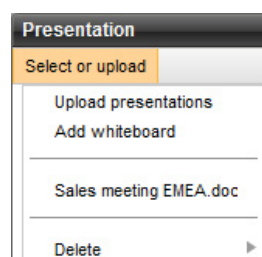 Presentation
Select or upload
Upload presentations
Add whiteboard
Sales meeting EMEA.doc
Delete